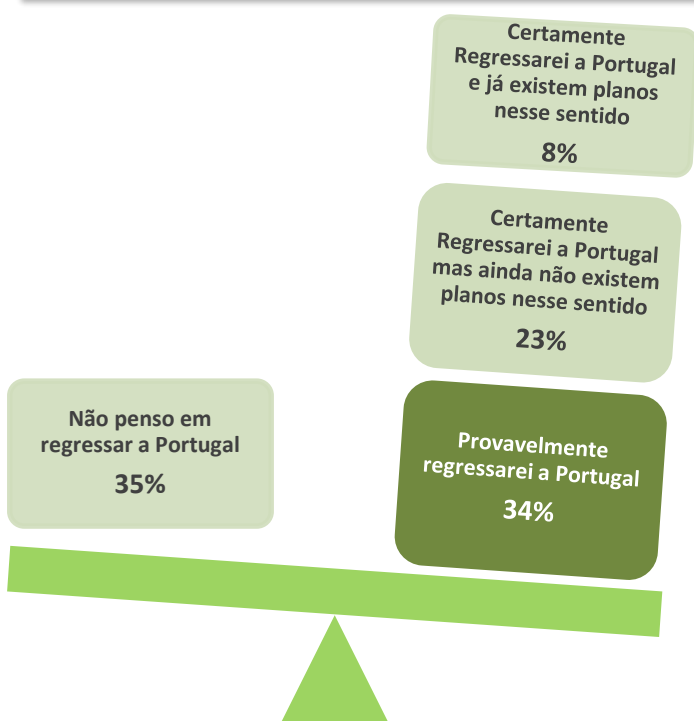 Certamente
Regressarei a Portugal
e já existem planos
nesse sentido
8%
Certamente
Regressarei a Portugal
mas ainda não existem
planos nesse sentido
23%
Não penso em
regressar a Portugal
35%
Provavelmente
regressarei a Portugal
34%